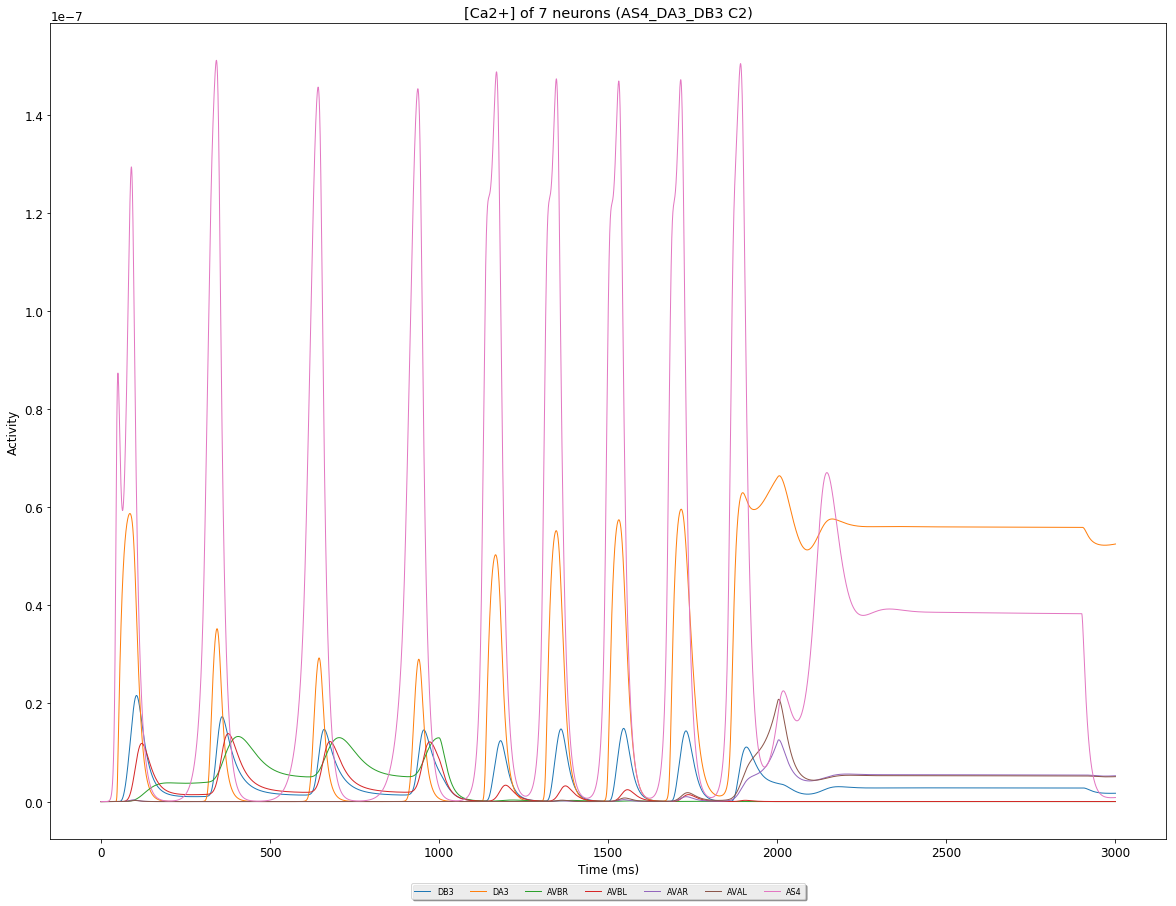 [Ca2+] of 7 neurons (AS4_DA3_DB3 C2)
1e−7
1.4
1.2
1.0
0.8
0.6
0.4
0.2
0.0
Activity
0 500 1000 1500 2000 2500 3000
Time (ms)
DB3 DA3 AVBR AVBL AVAR AVAL AS4